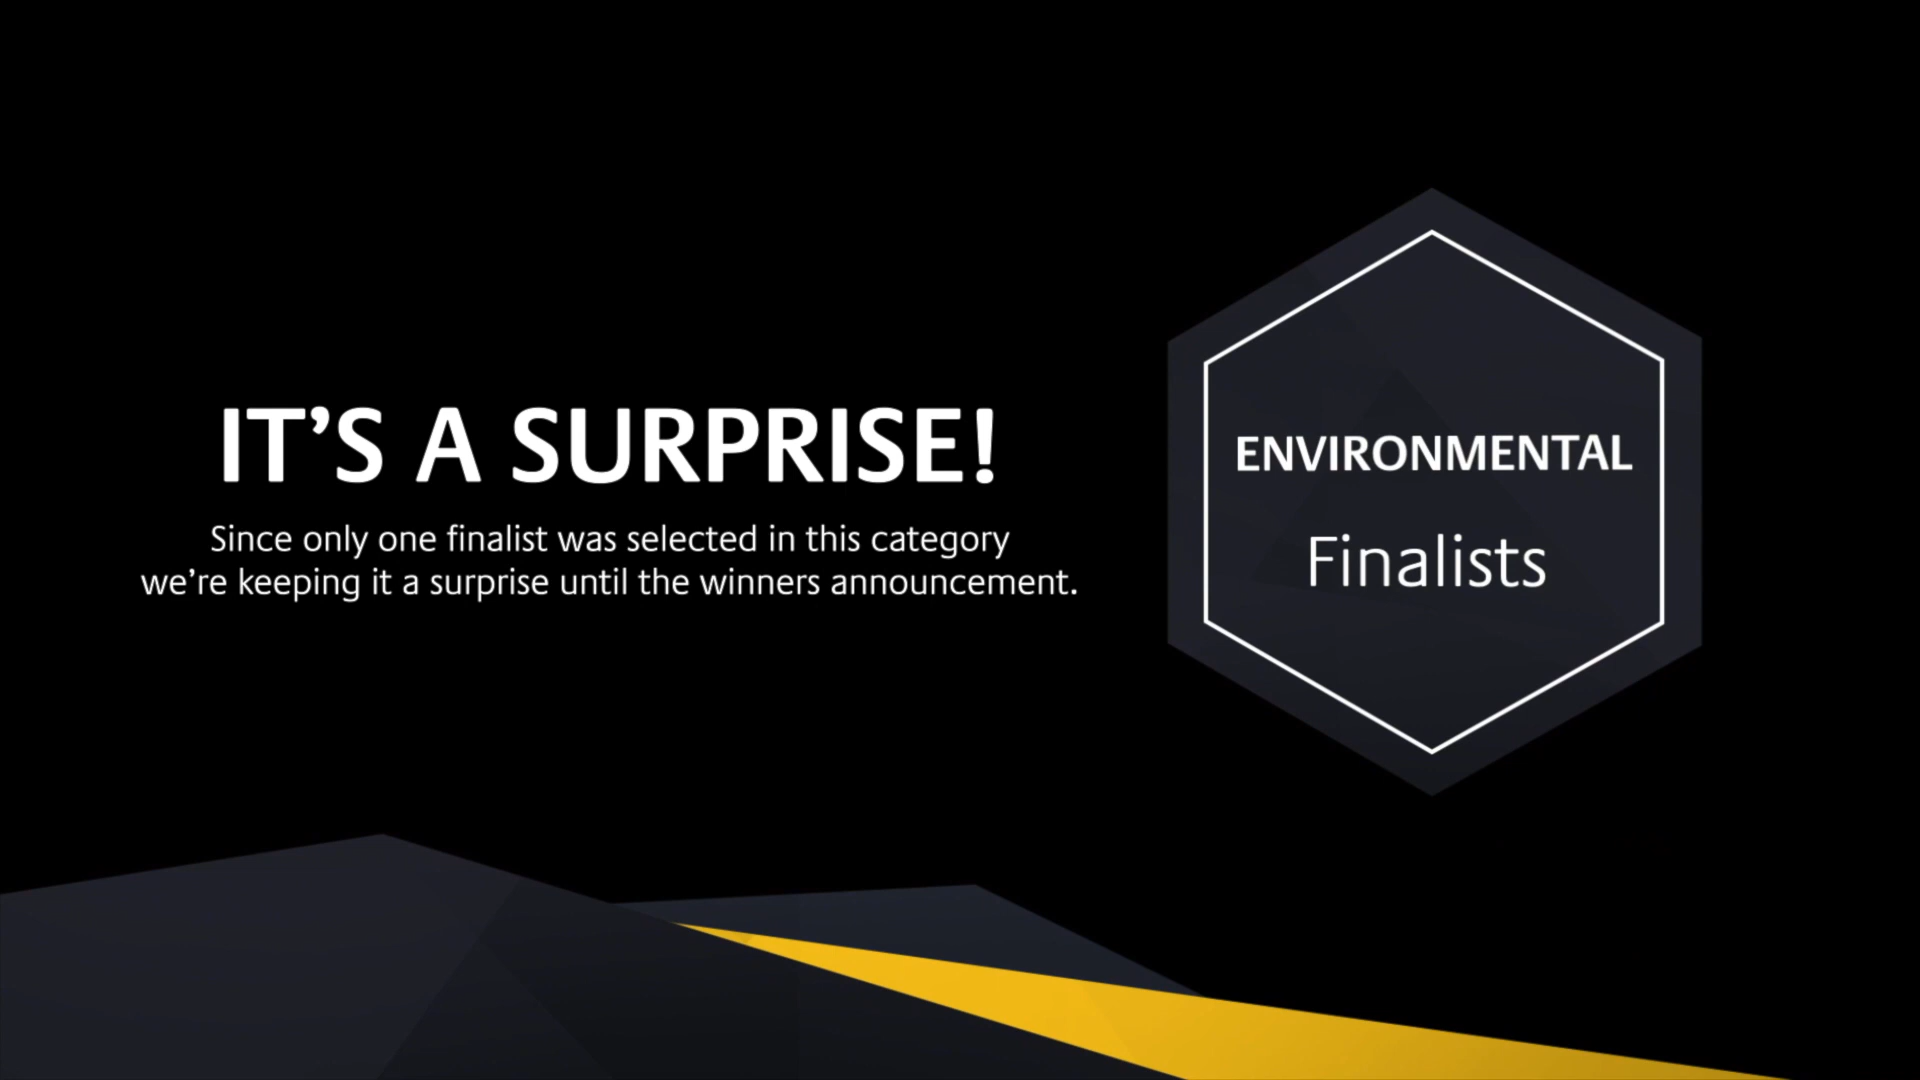 IT’S A SURPRISE!
Since only one finalist was selected in this category
we’re keeping it a surprise until the winners announcement.
ENVIRONMENTAL
Finalists